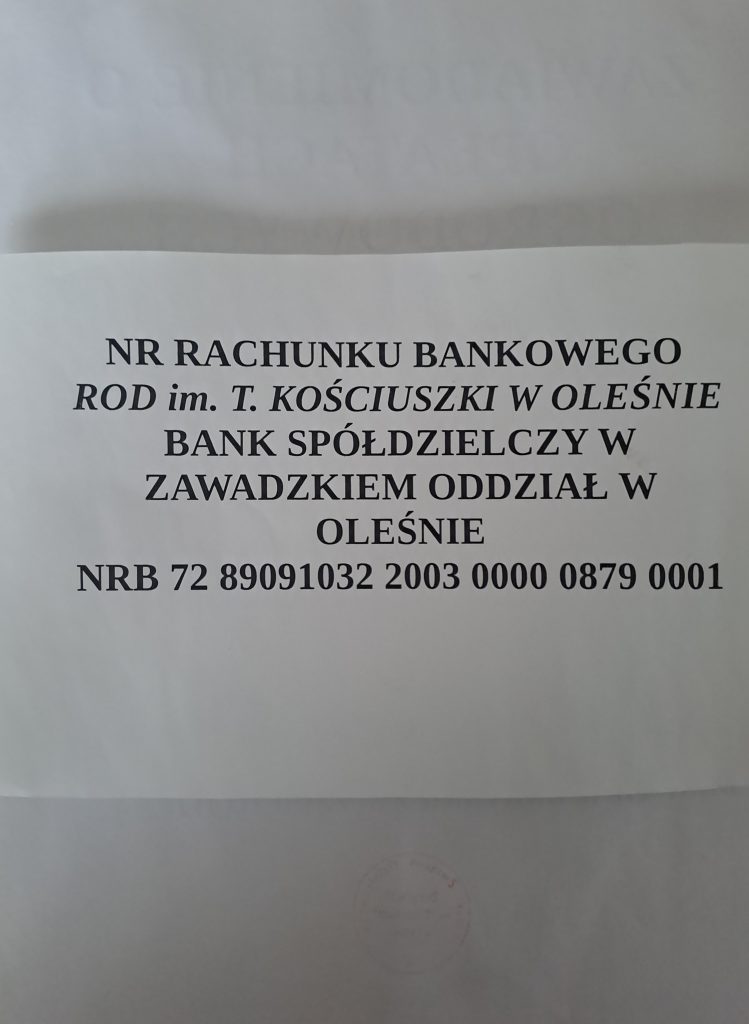 NR RACHUNKU BANKOWEGO
ROD im. T. KOŚCIUSZKI W OLEŚNIE
BANK SPÓŁDZIELCZY W
ZAWADZKIEM ODDZIAŁ W
OLEŚNIE
NRB 72 89091032 2003 0000 0879 0001